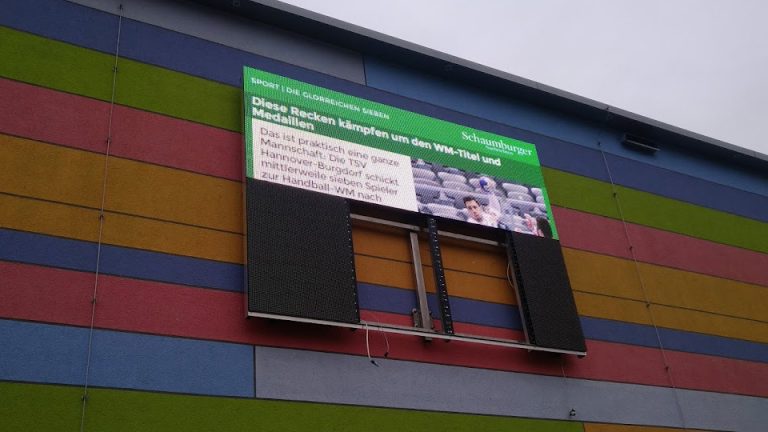 SPORT | DIE GLORREICHEN SIEBEN
Diese Recken kämpfen um den WM-Titel und
Medaillen
Schaumburger
Das ist praktisch eine ganze
Mannschaft: Die TSV
Hannover-Burgdorf schickt
mittlerweile sieben Spieler
zur Handball-WM nach